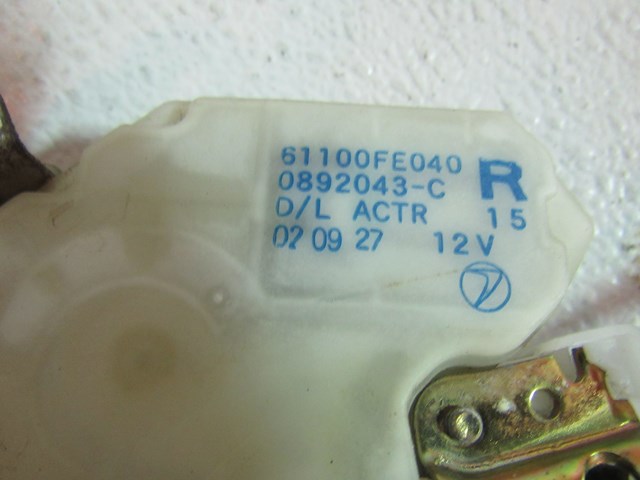 61100FE040
0892043-C R
D/L ACTR 15
02 09 27 12V